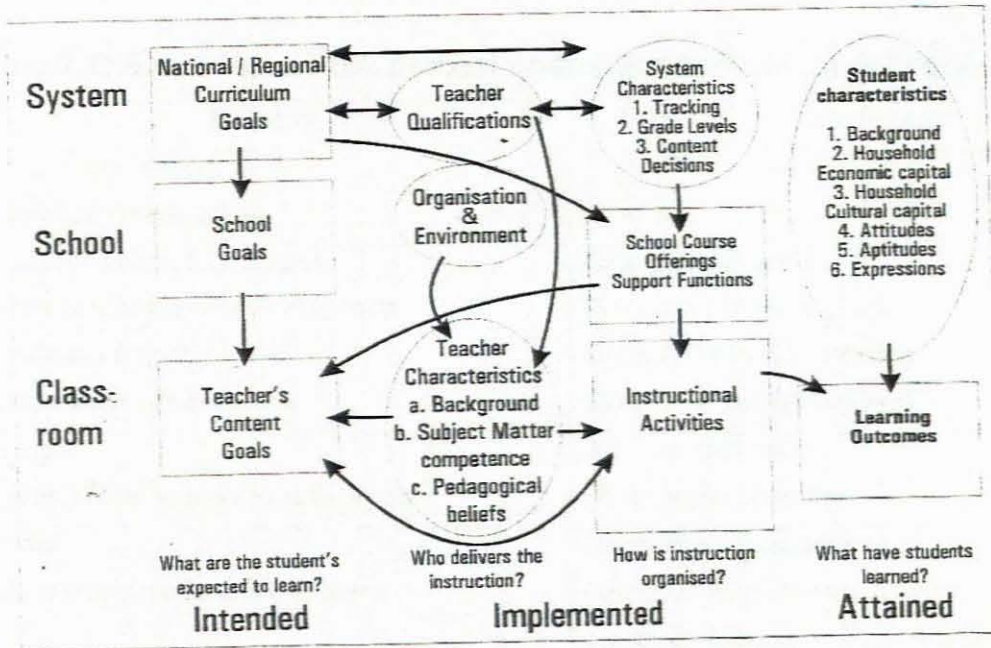 System
National / Regional
Curriculum
Goals
Teacher
Qualifications
System
Characteristics
1. Tracking
2. Grade Levels
3. Content
Decisions
Student
characteristics
1. Background
2. Household
Economic capital
3. Household
Cultural capital
4. Attitudes
5. Aptitudes
6. Expressions
School
School
Goals
Organisation
&
Environment
School Course
Offerings
Support Functions
Class-
room
Teacher's
Content
Goals
Teacher
Characteristics
a. Background
b. Subject Matter
competence
c. Pedagogical
beliefs
Instructional
Activities
Learning
Outcomes
What are the student's
expected to learn?
Who delivers the
instruction?
How is instruction
organised?
What have students
learned?
Intended
Implemented
Attained